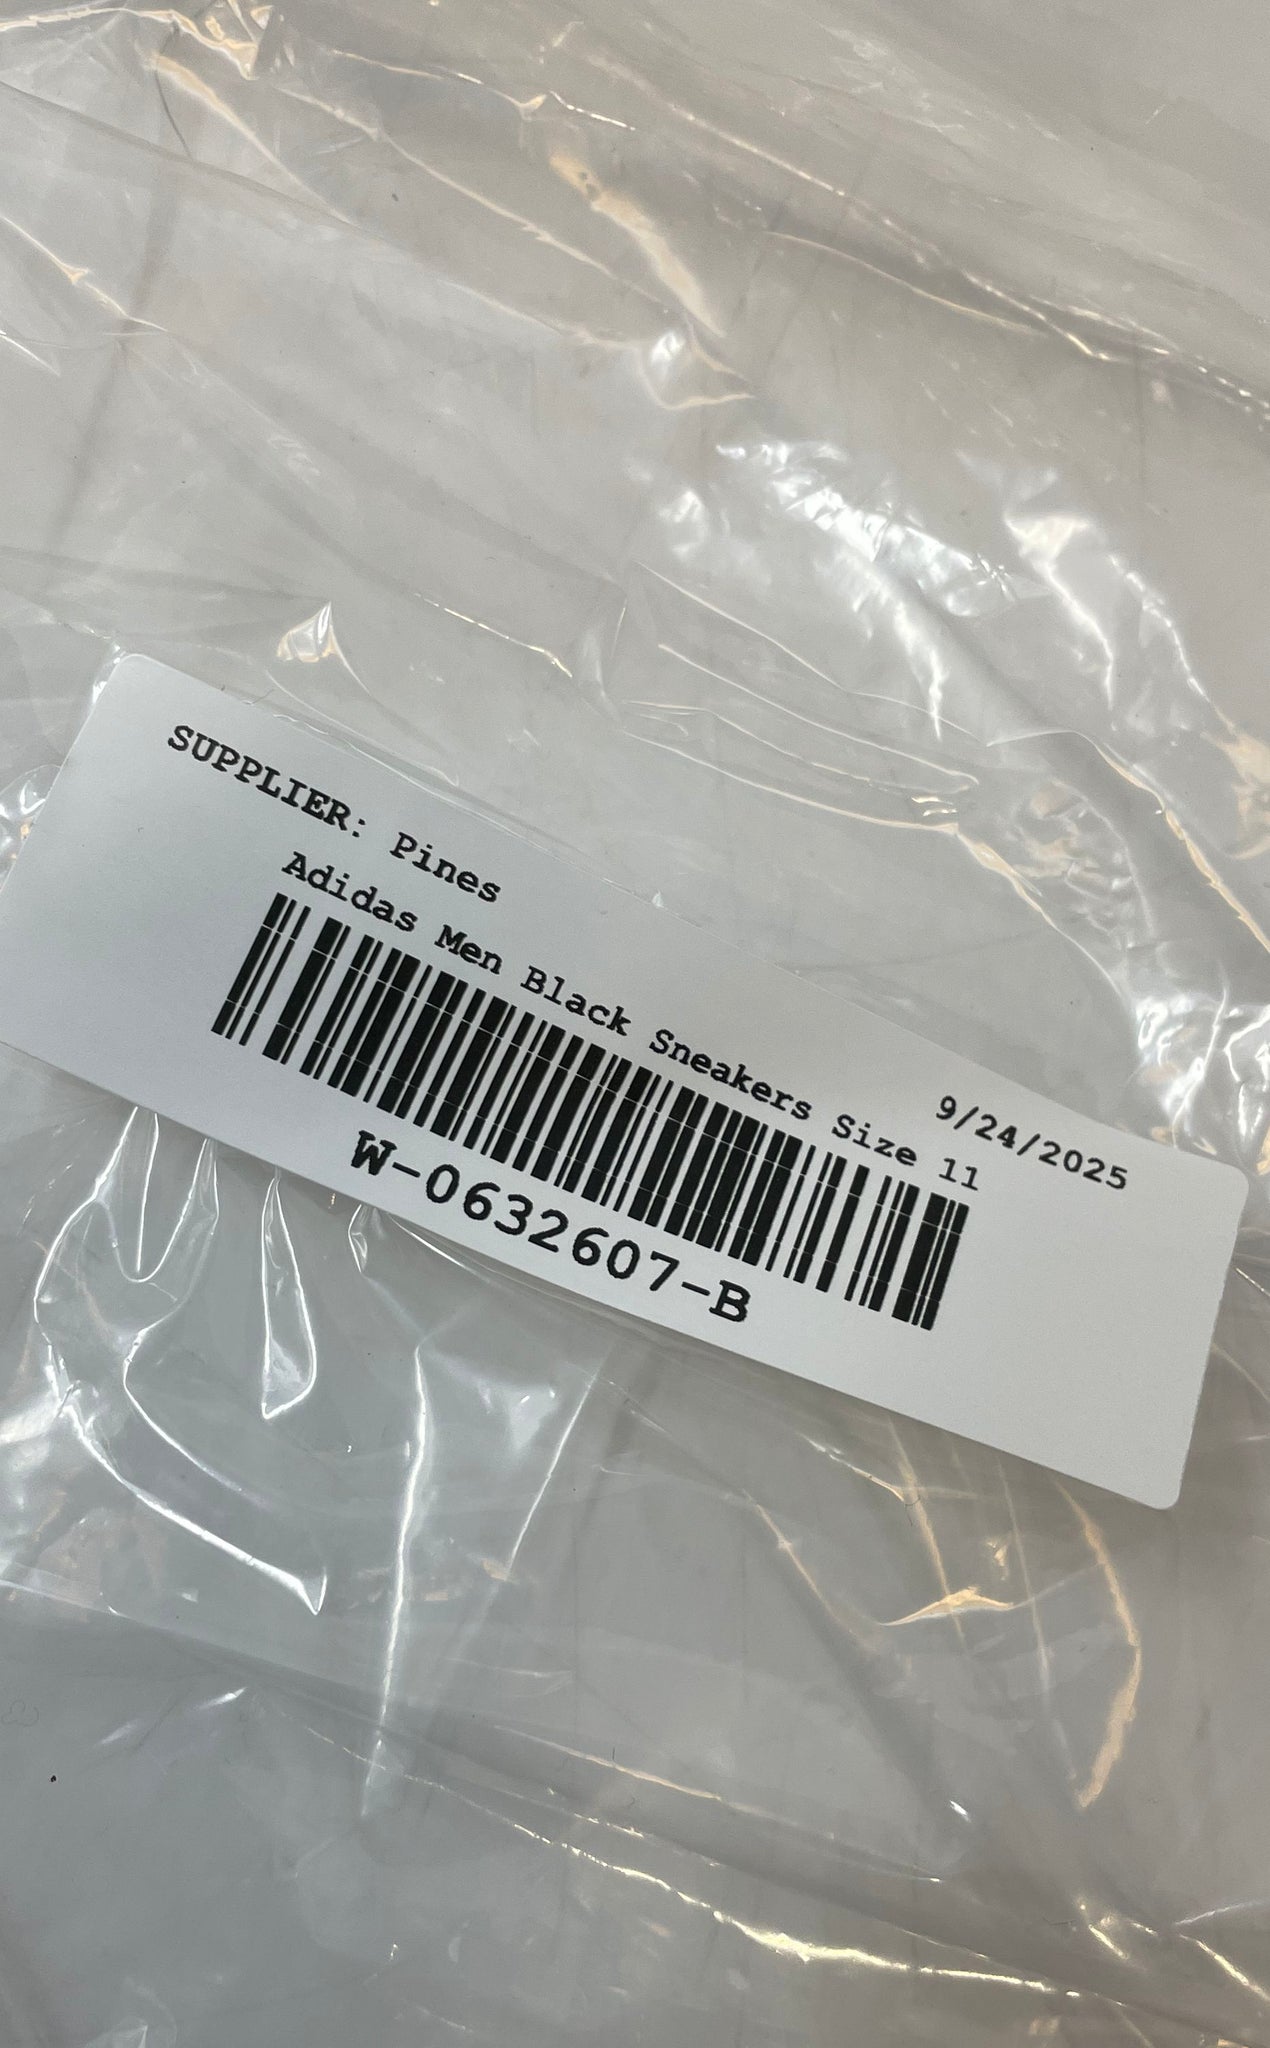 SUPPLIER: Pines
9/24/2025
Adidas Men Black Sneakers Size 11
W-0632607-B